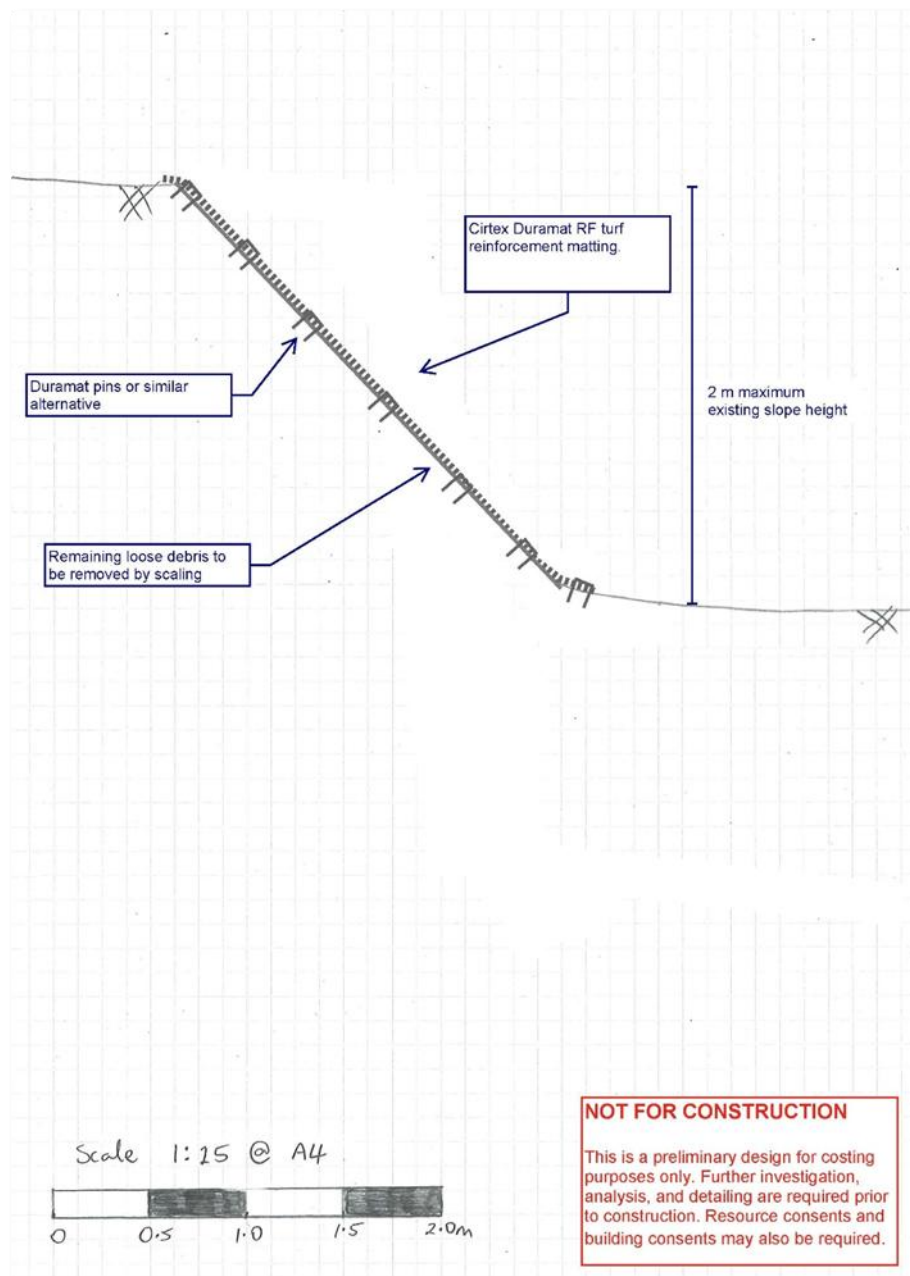 Cirtex Duramat RF turf
reinforcement matting.
Duramat pins or similar
alternative
2 m maximum
existing slope height
Remaining loose debris to
be removed by scaling
Scale 1:25 @ A4
0 0.5 1.0 1.5 2.0m
NOT FOR CONSTRUCTION
This is a preliminary design for costing
purposes only. Further investigation,
analysis, and detailing are required prior
to construction. Resource consents and
building consents may also be required.